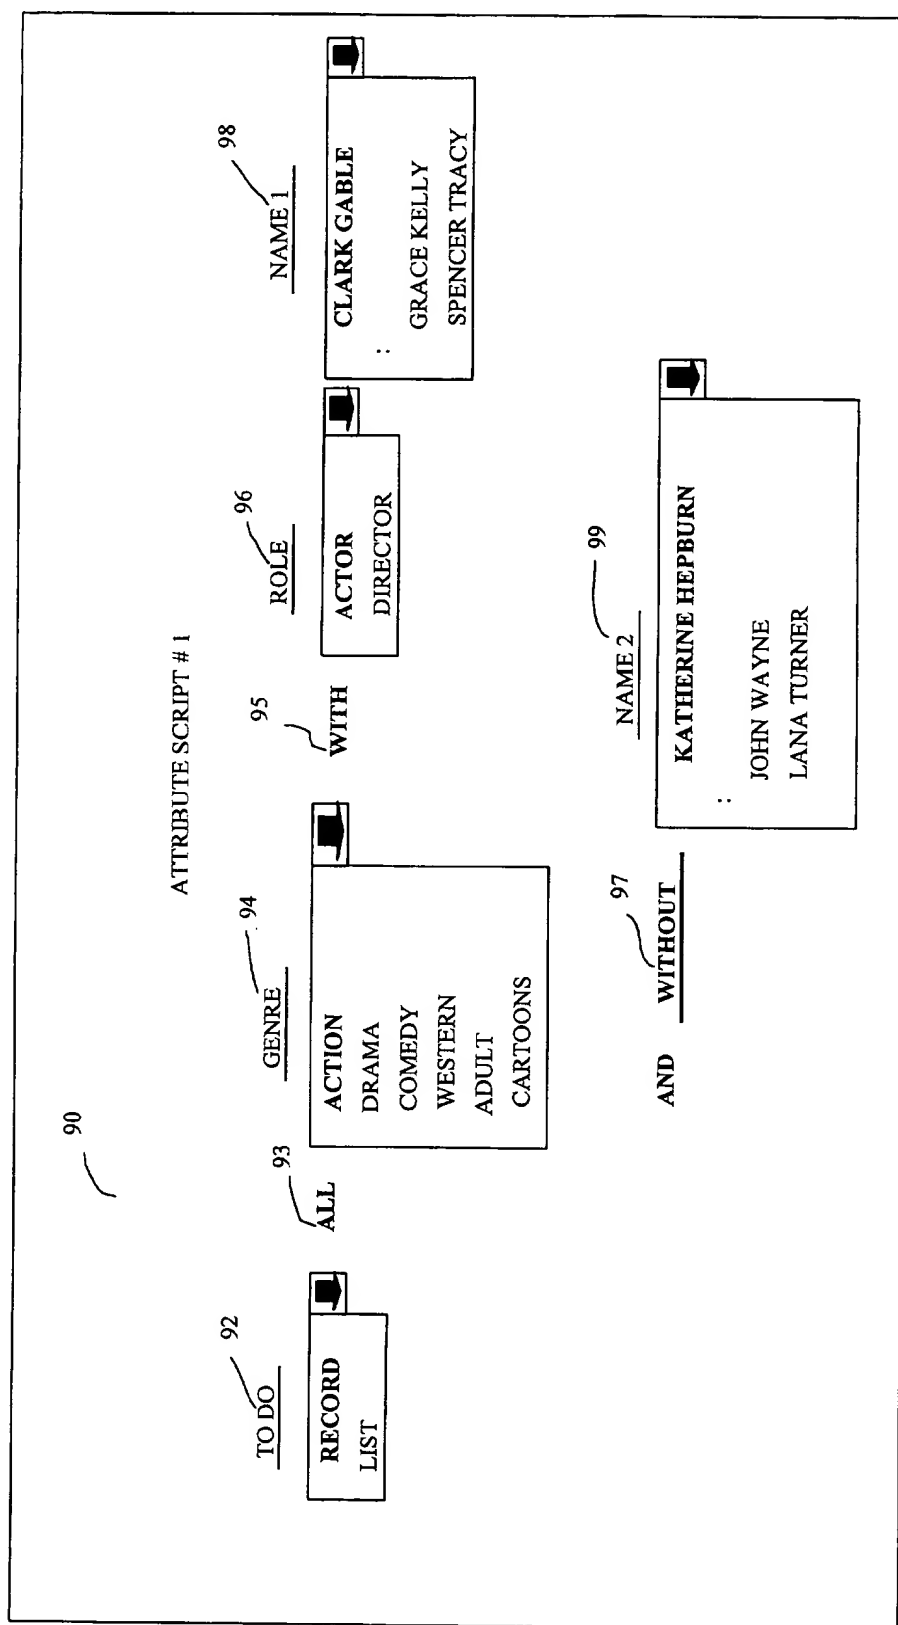 90
ATTRIBUTE SCRIPT # 1
92
93
94
95
96
98
TO DO
GENRE
ROLE
NAME 1
RECORD
LIST
ALL
ACTION
DRAMA
COMEDY
WESTERN
ADULT
CARTOONS
WITH
ACTOR
DIRECTOR
CLARK GABLE
:
GRACE KELLY
SPENCER TRACY
97
99
NAME 2
AND WITHOUT
KATHERINE HEPBURN
:
JOHN WAYNE
LANA TURNER